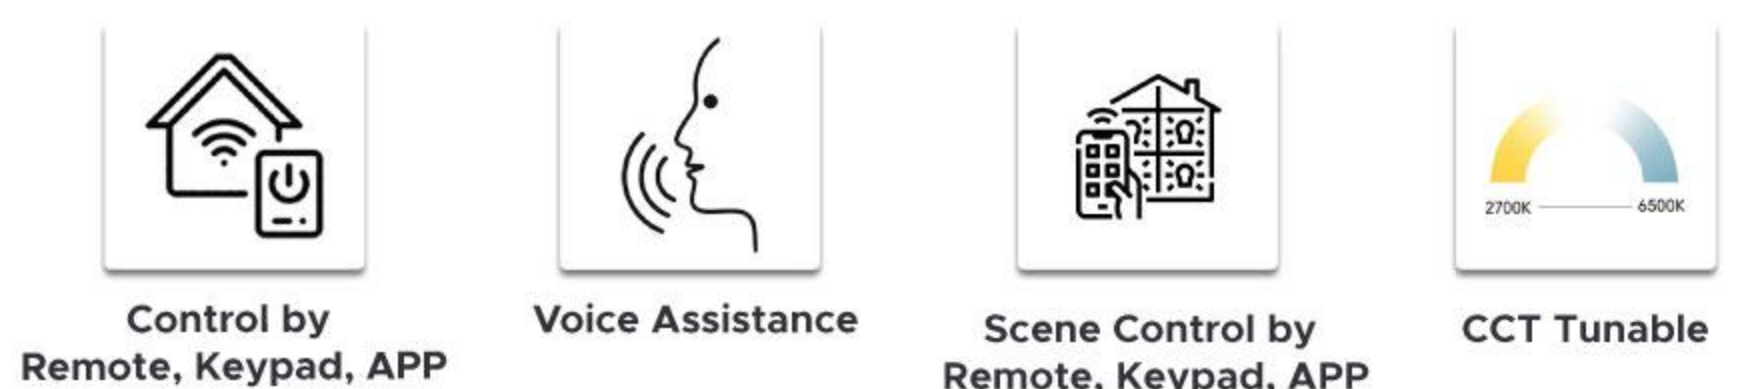 2700K
6500K
Control by
Remote, Keypad, APP
Voice Assistance
Scene Control by
Remote, Keypad, APP
CCT Tunable